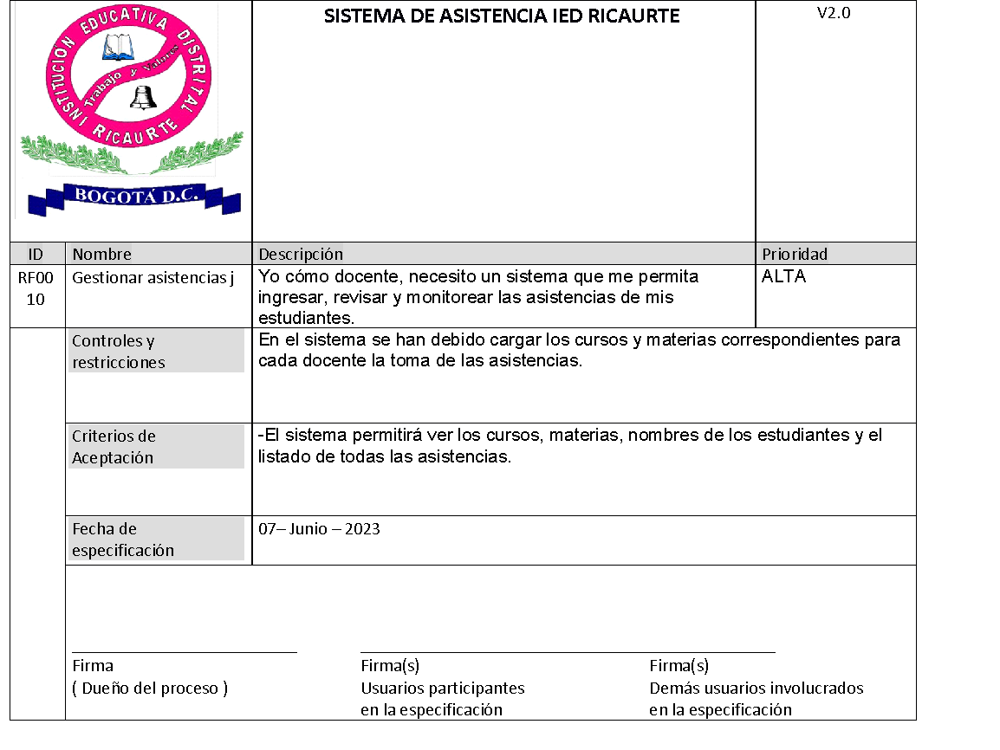 INSTITUCIÓN EDUCATIVA DISTRITAL
Trabajo y Valores
RICAURTE
BOGOTÁ D.C.
SISTEMA DE ASISTENCIA IED RICAURTE
V2.0
ID Nombre Descripción Prioridad
RF00
10
Gestionar asistencias j
Yo cómo docente, necesito un sistema que me permita
ingresar, revisar y monitorear las asistencias de mis
estudiantes.
ALTA
Controles y
restricciones
En el sistema se han debido cargar los cursos y materias correspondientes para
cada docente la toma de las asistencias.
Criterios de
Aceptación
-El sistema permitirá ver los cursos, materias, nombres de los estudiantes y el
listado de todas las asistencias.
Fecha de
especificación
07– Junio – 2023
Firma
( Dueño del proceso )
Firma(s)
Usuarios participantes
en la especificación
Firma(s)
Demás usuarios involucrados
en la especificación